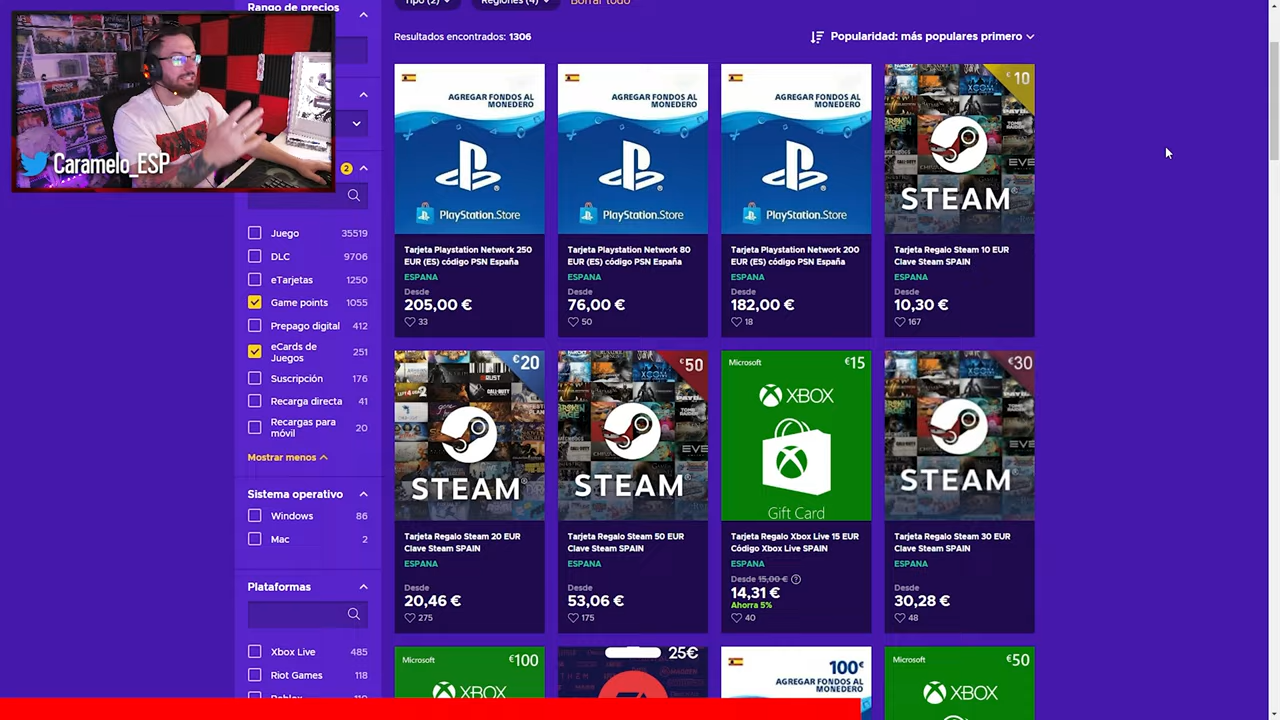 Rango de precios
Caramelo_ESP
2
Juego 35519
DLC 9706
eTarjetas 1250
Game points 1055
Prepago digital 412
eCards de
Juegos 251
Suscripción 176
Recarga directa 41
Recargas para
móvil 20
Mostrar menos
Sistema operativo
Windows 86
Mac 2
Plataformas
Xbox Live 485
Riot Games 118
Tipo (2) Regiones (4) Borrar todo
Resultados encontrados: 1306
Popularidad: más populares primero
AGREGAR FONDOS AL
MONEDERO
PlayStation.Store
Tarjeta Playstation Network 250
EUR (ES) código PSN España
ESPANA
Desde
205,00 €
33
AGREGAR FONDOS AL
MONEDERO
PlayStation.Store
Tarjeta Playstation Network 80
EUR (ES) código PSN España
ESPANA
Desde
76,00 €
50
AGREGAR FONDOS AL
MONEDERO
PlayStation.Store
Tarjeta Playstation Network 200
EUR (ES) código PSN España
ESPANA
Desde
182,00 €
18
€10
STEAM
Tarjeta Regalo Steam 10 EUR
Clave Steam SPAIN
ESPANA
Desde
10,30 €
167
€20
STEAM
Tarjeta Regalo Steam 20 EUR
Clave Steam SPAIN
ESPANA
Desde
20,46 €
275
€50
STEAM
Tarjeta Regalo Steam 50 EUR
Clave Steam SPAIN
ESPANA
Desde
53,06 €
175
Microsoft €15
XBOX
Gift Card
Tarjeta Regalo Xbox Live 15 EUR
Código Xbox Live SPAIN
ESPANA
Desde 15,00 €
14,31 €
Ahorra 5%
40
€30
STEAM
Tarjeta Regalo Steam 30 EUR
Clave Steam SPAIN
ESPANA
Desde
30,28 €
48
Microsoft €100
XBOX
25€
100€
AGREGAR FONDOS AL
MONEDERO
Microsoft €50
XBOX